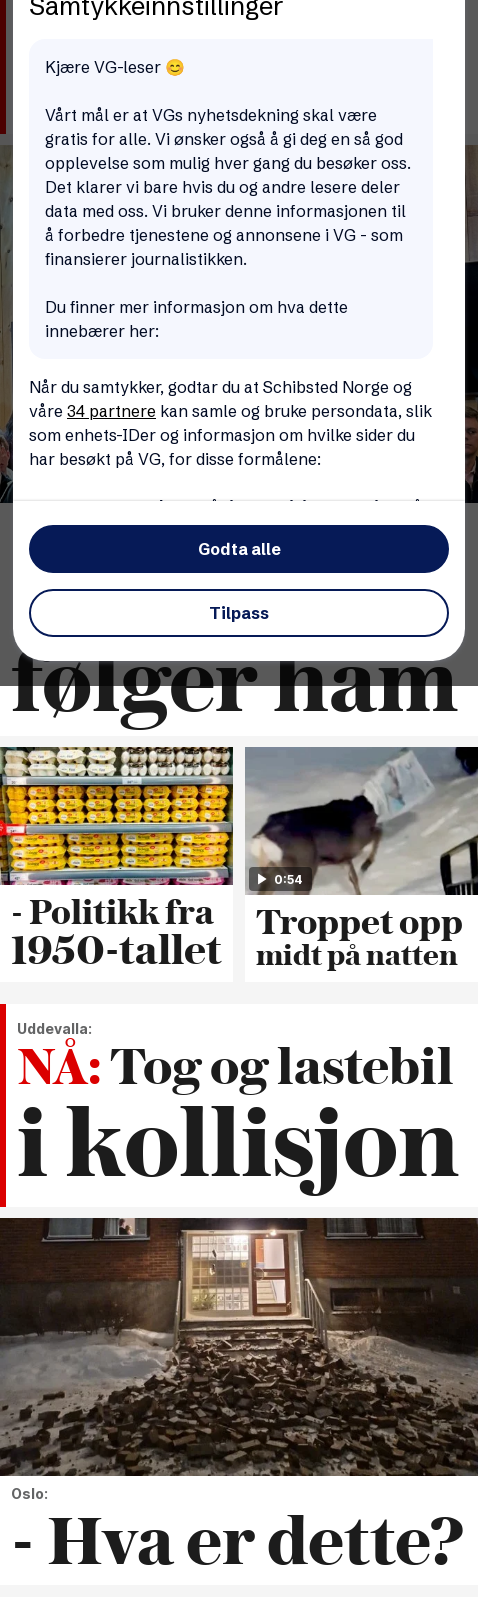 Samtykkeinnstillinger
Kjære VG-leser 😊
Vårt mål er at VGs nyhetsdekning skal være
gratis for alle. Vi ønsker også å gi deg en så god
opplevelse som mulig hver gang du besøker oss.
Det klarer vi bare hvis du og andre lesere deler
data med oss. Vi bruker denne informasjonen til
å forbedre tjenestene og annonsene i VG - som
finansierer journalistikken.
Du finner mer informasjon om hva dette
innebærer her:
Når du samtykker, godtar du at Schibsted Norge og
våre 34 partnere kan samle og bruke persondata, slik
som enhets-IDer og informasjon om hvilke sider du
har besøkt på VG, for disse formålene:
Godta alle
Tilpass
følger ham
- Politikk fra
1950-tallet
0:54
Troppet opp
midt på natten
Uddevalla:
NÅ: Tog og lastebil
i kollisjon
Oslo:
- Hva er dette?